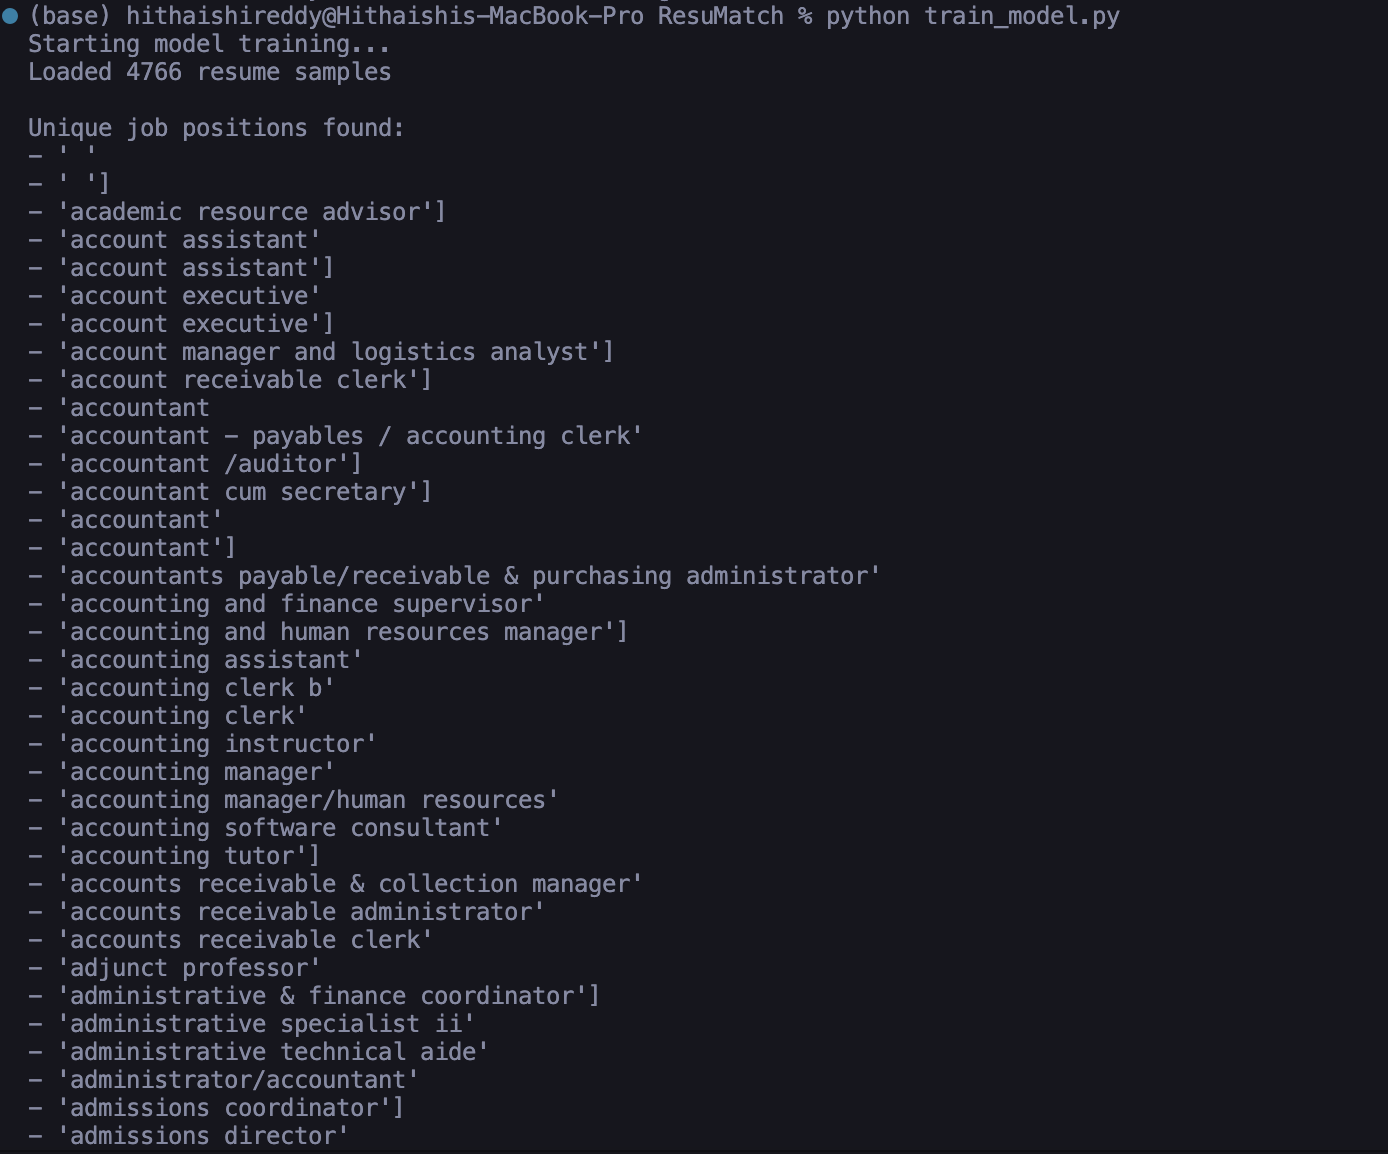 (base) hithaishireddy@Hithaishis-MacBook-Pro ResuMatch % python train_model.py
Starting model training...
Loaded 4766 resume samples
Unique job positions found:
- ' '
- ' ']
- 'academic resource advisor']
- 'account assistant'
- 'account assistant']
- 'account executive'
- 'account executive']
- 'account manager and logistics analyst']
- 'account receivable clerk']
- 'accountant
- 'accountant - payables / accounting clerk'
- 'accountant /auditor']
- 'accountant cum secretary']
- 'accountant'
- 'accountant']
- 'accountants payable/receivable & purchasing administrator'
- 'accounting and finance supervisor'
- 'accounting and human resources manager']
- 'accounting assistant'
- 'accounting clerk b'
- 'accounting clerk'
- 'accounting instructor'
- 'accounting manager'
- 'accounting manager/human resources'
- 'accounting software consultant'
- 'accounting tutor']
- 'accounts receivable & collection manager'
- 'accounts receivable administrator'
- 'accounts receivable clerk'
- 'adjunct professor'
- 'administrative & finance coordinator']
- 'administrative specialist ii'
- 'administrative technical aide'
- 'administrator/accountant'
- 'admissions coordinator']
- 'admissions director'